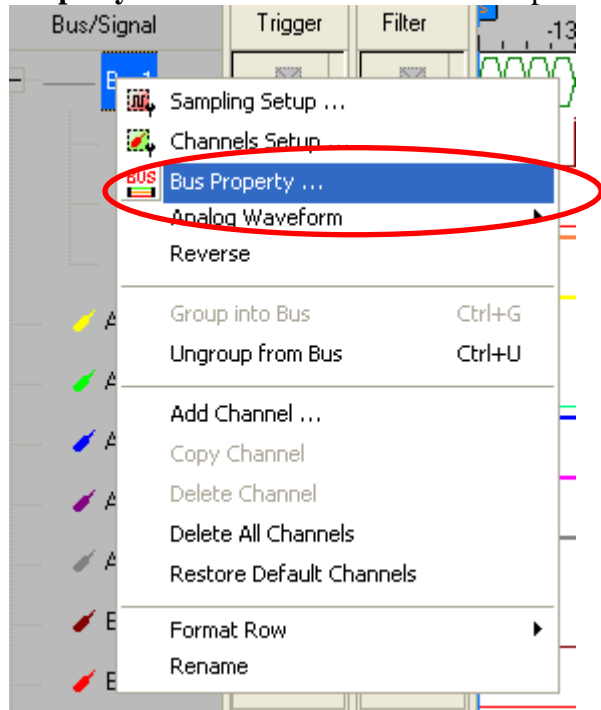 Bus/Signal Trigger Filter -13
Sampling Setup ...
Channels Setup ...
BUS Bus Property ...
Analog Waveform
Reverse
A Group into Bus Ctrl+G
Ungroup from Bus Ctrl+U
A
Add Channel ...
A Copy Channel
A Delete Channel
Delete All Channels
A Restore Default Channels
E Format Row
Rename
E